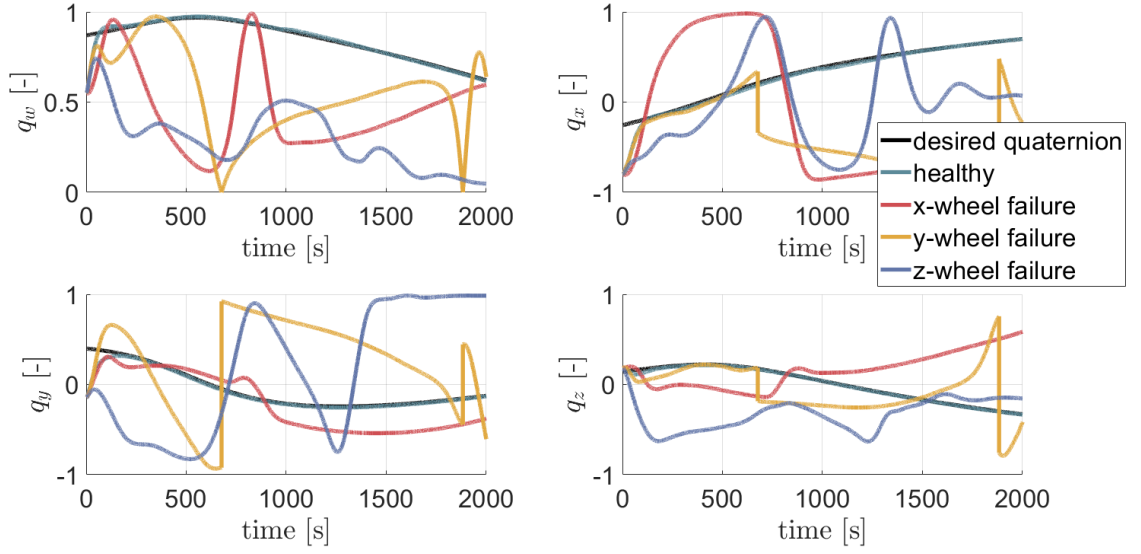 q_w [-]
1
0.5
0
0 500 1000 1500 2000
time [s]
q_x [-]
1
0
-1
0 500 1000
time [s]
desired quaternion
healthy
x-wheel failure
y-wheel failure
z-wheel failure
q_y [-]
1
0
-1
0 500 1000 1500 2000
time [s]
q_z [-]
1
0
-1
0 500 1000 1500 2000
time [s]